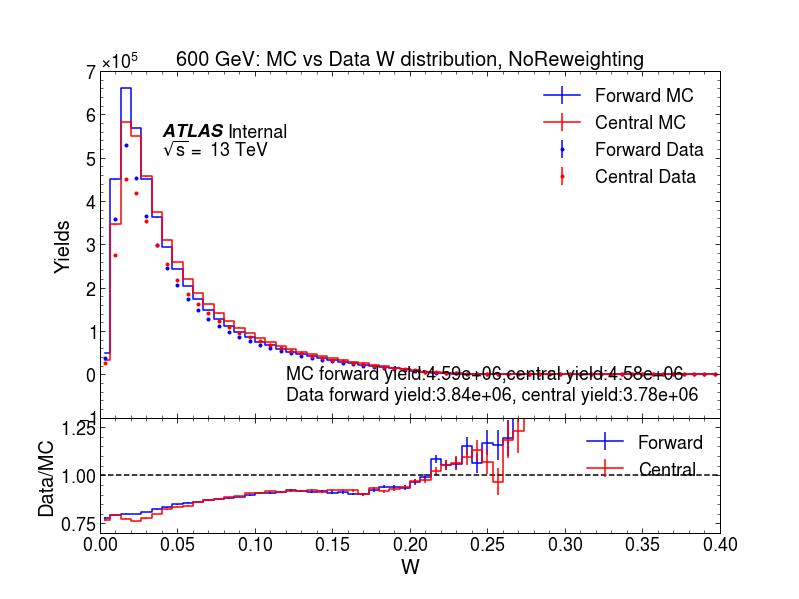 ×10⁵
600 GeV: MC vs Data W distribution, NoReweighting
7
6
5
4
3
2
1
0
−1
Yields
ATLAS Internal
√s = 13 TeV
Forward MC
Central MC
Forward Data
Central Data
MC forward yield:4.59e+06,central yield:4.58e+06
Data forward yield:3.84e+06, central yield:3.78e+06
1.25
1.00
0.75
Data/MC
Forward
Central
0.00 0.05 0.10 0.15 0.20 0.25 0.30 0.35 0.40
W